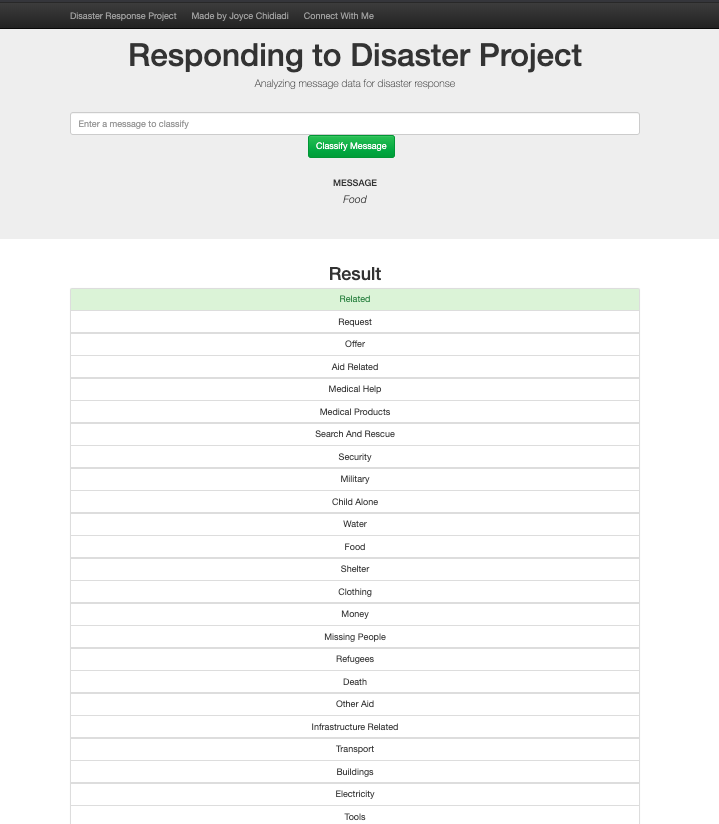 Disaster Response Project Made by Joyce Chidiadi Connect With Me
Responding to Disaster Project
Analyzing message data for disaster response
Enter a message to classify
Classify Message
MESSAGE
Food
Result
Related
Request
Offer
Aid Related
Medical Help
Medical Products
Search And Rescue
Security
Military
Child Alone
Water
Food
Shelter
Clothing
Money
Missing People
Refugees
Death
Other Aid
Infrastructure Related
Transport
Buildings
Electricity
Tools